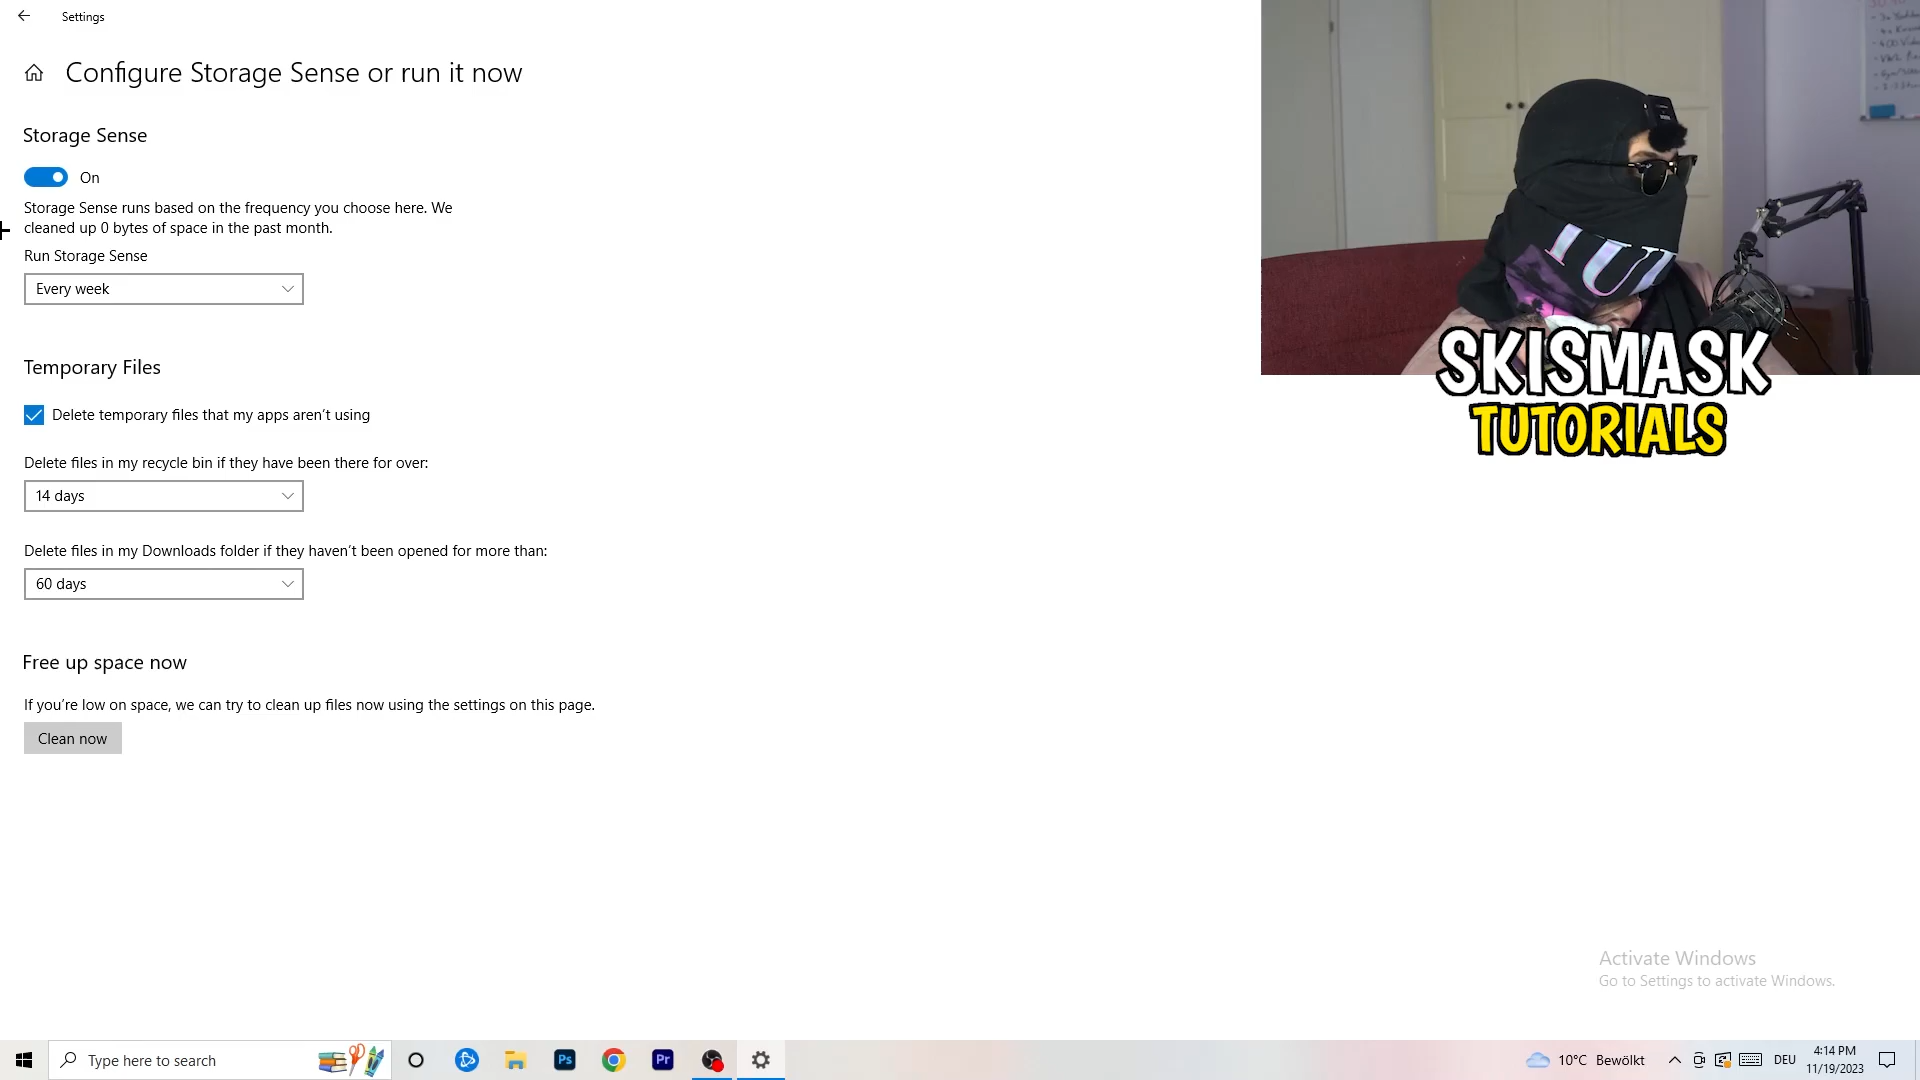 Settings
Configure Storage Sense or run it now
Storage Sense
On
Storage Sense runs based on the frequency you choose here. We
cleaned up 0 bytes of space in the past month.
Run Storage Sense
Every week
Temporary Files
Delete temporary files that my apps aren't using
Delete files in my recycle bin if they have been there for over:
14 days
Delete files in my Downloads folder if they haven't been opened for more than:
60 days
Free up space now
If you're low on space, we can try to clean up files now using the settings on this page.
Clean now
SKISMASK
TUTORIALS
Activate Windows
Go to Settings to activate Windows.
Type here to search
Ps
Pr
10°C Bewölkt
DEU
4:14 PM
11/19/2023